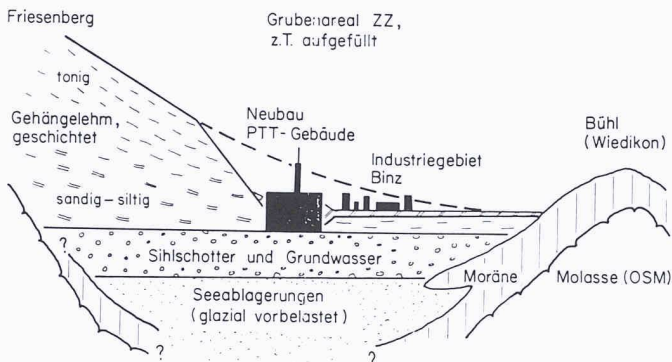 Friesenberg
Grubenareal ZZ,
z.T. aufgefüllt
tonig
Gehängelehm,
geschichtet
Neubau
PTT-Gebäude
Industriegebiet
Binz
Bühl
(Wiedikon)
sandig-siltig
?
Sihlschotter und Grundwasser
Moräne
Molasse (OSM)
Seeablagerungen
(glazial vorbelastet)
?
?